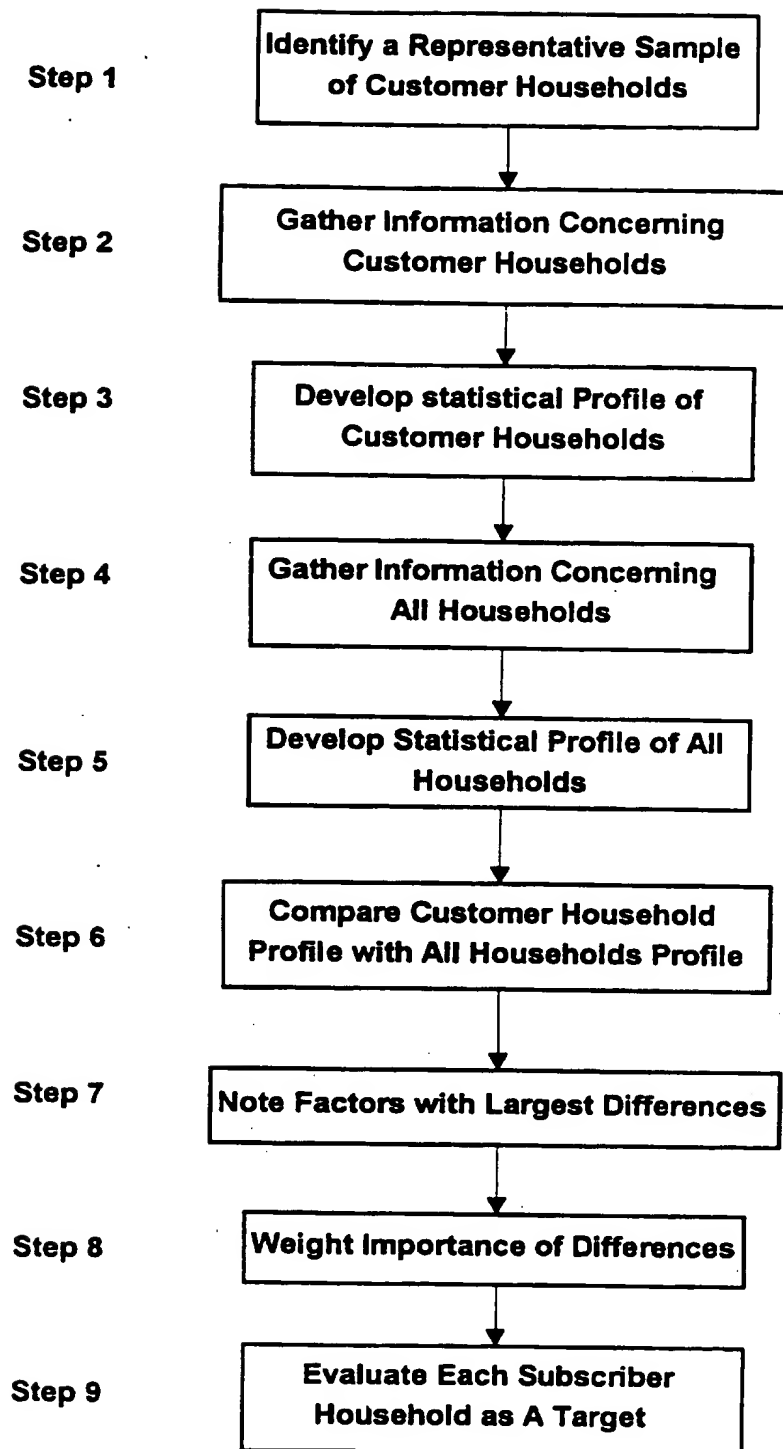 Step 1
Identify a Representative Sample
of Customer Households
Step 2
Gather Information Concerning
Customer Households
Step 3
Develop statistical Profile of
Customer Households
Step 4
Gather Information Concerning
All Households
Step 5
Develop Statistical Profile of All
Households
Step 6
Compare Customer Household
Profile with All Households Profile
Step 7
Note Factors with Largest Differences
Step 8
Weight Importance of Differences
Step 9
Evaluate Each Subscriber
Household as A Target